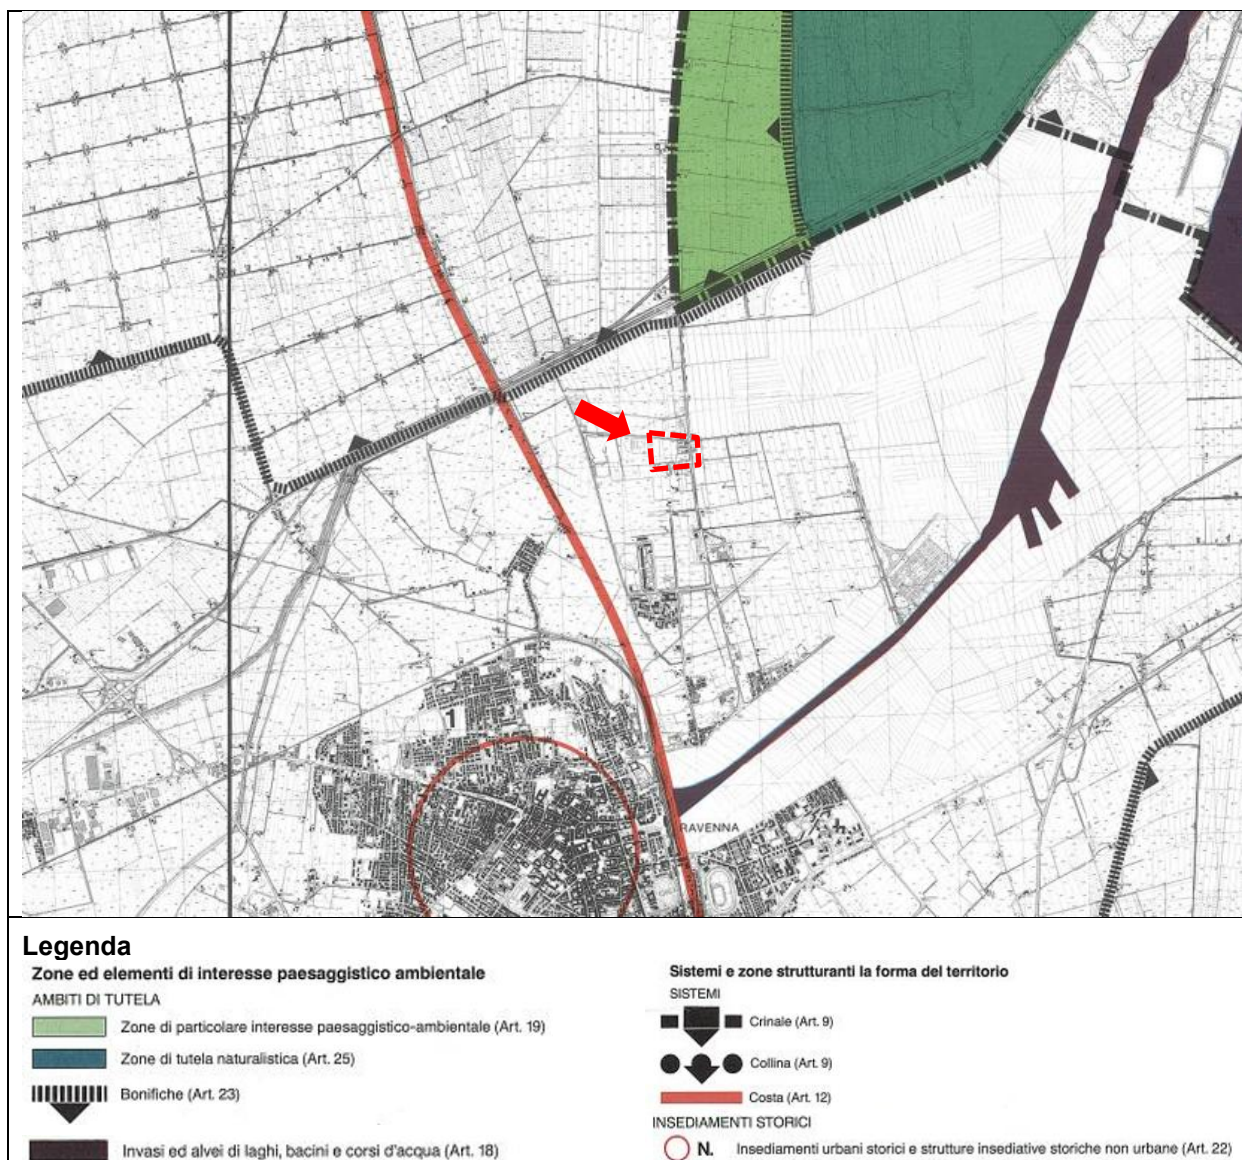 1
RAVENNA
Legenda
Zone ed elementi di interesse paesaggistico ambientale
AMBITI DI TUTELA
Zone di particolare interesse paesaggistico-ambientale (Art. 19)
Zone di tutela naturalistica (Art. 25)
Bonifiche (Art. 23)
Invasi ed alvei di laghi, bacini e corsi d'acqua (Art. 18)
Sistemi e zone strutturanti la forma del territorio
SISTEMI
Crinale (Art. 9)
Collina (Art. 9)
Costa (Art. 12)
INSEDIAMENTI STORICI
N. Insediamenti urbani storici e strutture insediative storiche non urbane (Art. 22)